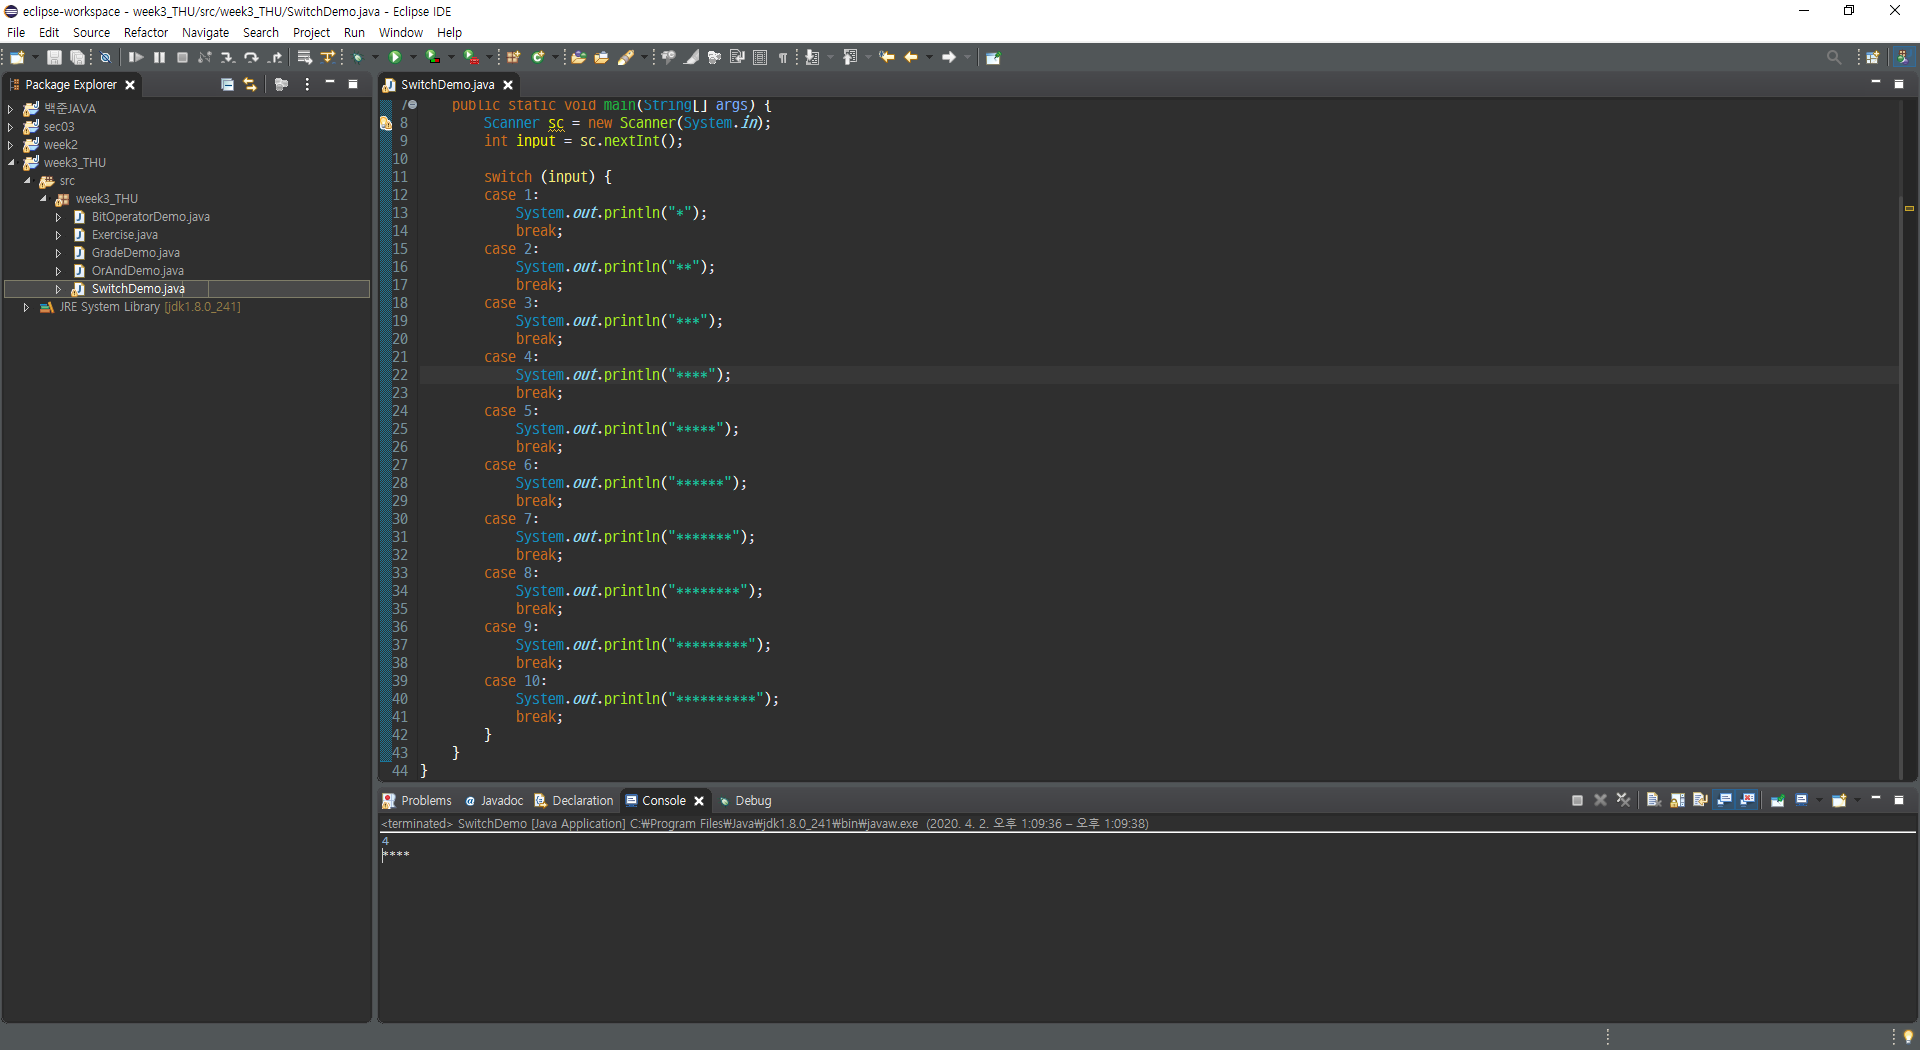 eclipse-workspace - week3_THU/src/week3_THU/SwitchDemo.java - Eclipse IDE
File Edit Source Refactor Navigate Search Project Run Window Help
Package Explorer
백준JAVA
sec03
week2
week3_THU
src
week3_THU
BitOperatorDemo.java
Exercise.java
GradeDemo.java
OrAndDemo.java
SwitchDemo.java
JRE System Library [jdk1.8.0_241]
SwitchDemo.java
7 public static void main(String[] args) {
8 Scanner sc = new Scanner(System.in);
9 int input = sc.nextInt();
10
11 switch (input) {
12 case 1:
13 System.out.println("*");
14 break;
15 case 2:
16 System.out.println("**");
17 break;
18 case 3:
19 System.out.println("***");
20 break;
21 case 4:
22 System.out.println("****");
23 break;
24 case 5:
25 System.out.println("*****");
26 break;
27 case 6:
28 System.out.println("******");
29 break;
30 case 7:
31 System.out.println("*******");
32 break;
33 case 8:
34 System.out.println("********");
35 break;
36 case 9:
37 System.out.println("*********");
38 break;
39 case 10:
40 System.out.println("**********");
41 break;
42 }
43 }
44 }
Problems Javadoc Declaration Console Debug
<terminated> SwitchDemo [Java Application] C:₩Program Files₩Java₩jdk1.8.0_241₩bin₩javaw.exe (2020. 4. 2. 오후 1:09:36 – 오후 1:09:38)
4
****